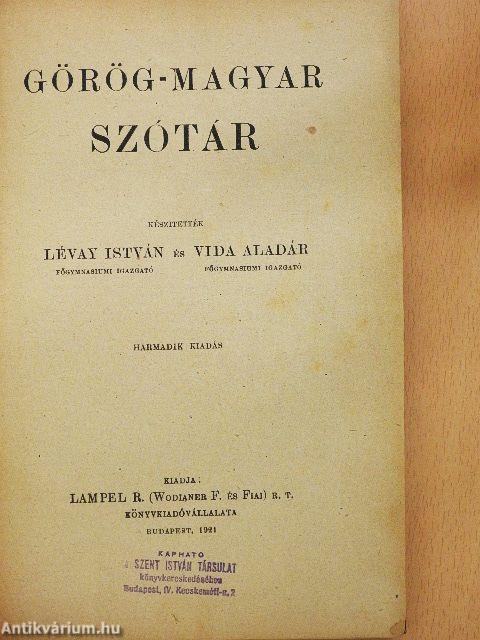 GÖRÖG-MAGYAR
SZÓTÁR
KÉSZITETTÉK
LÉVAY ISTVÁN ÉS VIDA ALADÁR
FŐGYMNASIUMI IGAZGATÓ FŐGYMNASIUMI IGAZGATÓ
HARMADIK KIADÁS
KIADJA:
LAMPEL R. (WODIANER F. ÉS FIAI) R. T.
KÖNYVKIADÓVÁLLALATA
BUDAPEST, 1921
KAPHATÓ
A SZENT ISTVÁN TÁRSULAT
könyvkereskedésében
Budapest, IV. Kecskeméti-u. 2
Antikvárium.hu